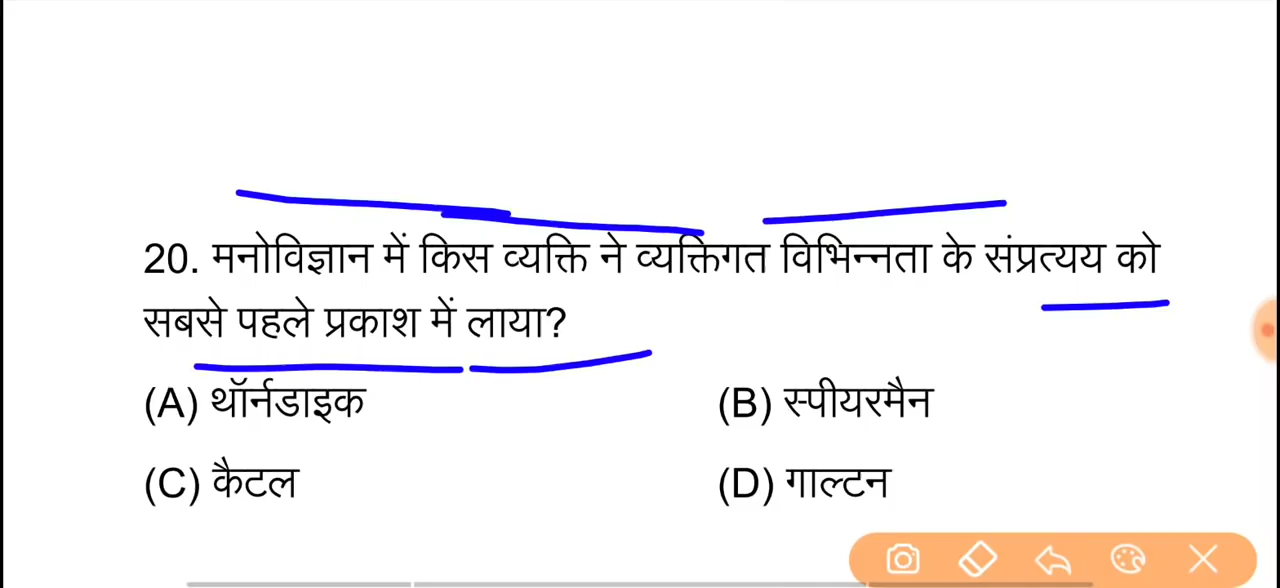 20. मनोविज्ञान में किस व्यक्ति ने व्यक्तिगत विभिन्नता के संप्रत्यय को
सबसे पहले प्रकाश में लाया?
(A) थॉर्नडाइक (B) स्पीयरमैन
(C) कैटल (D) गाल्टन